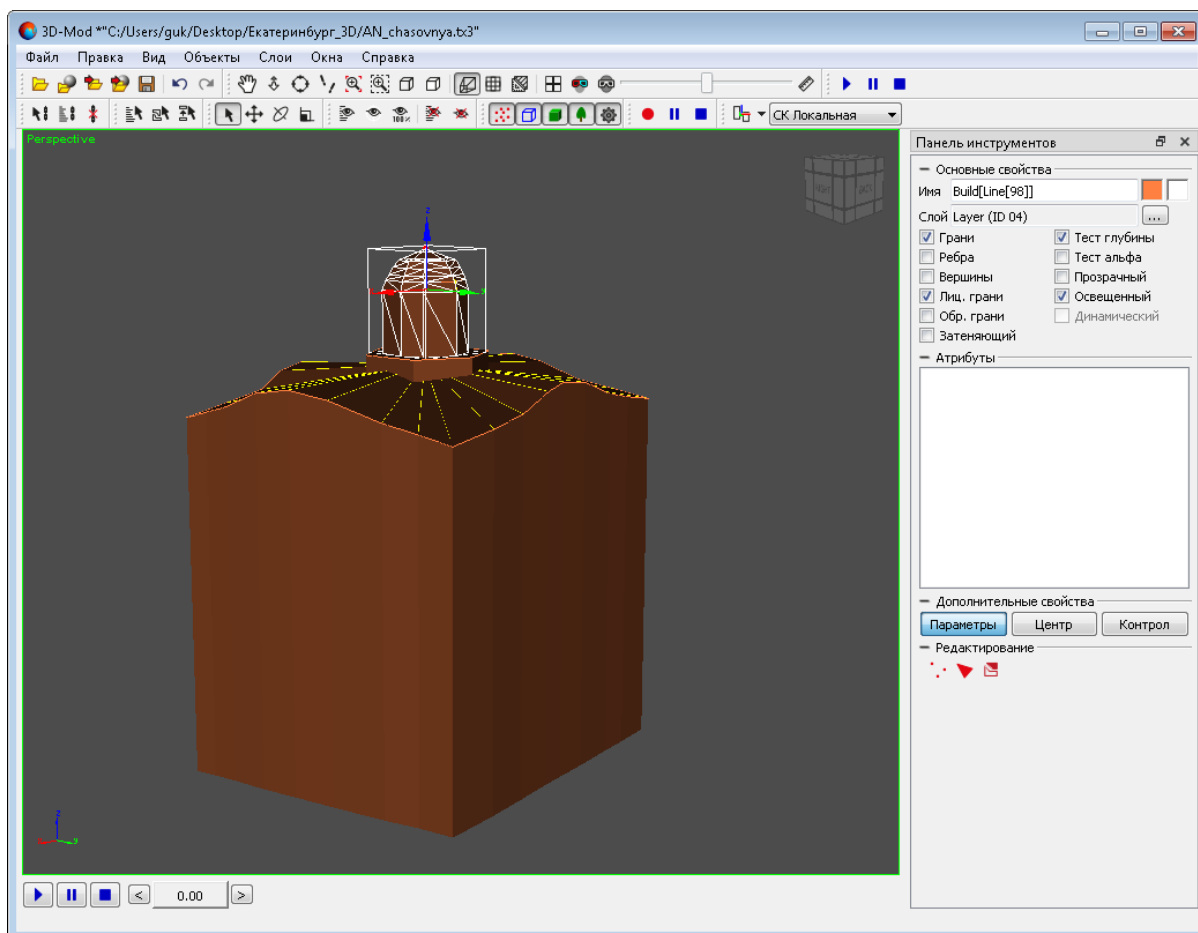 3D-Mod *"C:/Users/guk/Desktop/Екатеринбург_3D/AN_chasovnya.tx3"
Файл Правка Вид Объекты Слои Окна Справка
100%
СК Локальная
Perspective
Панель инструментов
Основные свойства
Имя Build[Line[98]]
Слой Layer (ID 04) ...
Грани Тест глубины
Ребра Тест альфа
Вершины Прозрачный
Лиц. грани Освещенный
Обр. грани Динамический
Затеняющий
Атрибуты
Дополнительные свойства
Параметры Центр Контрол
Редактирование
z
z
y
< 0.00 >